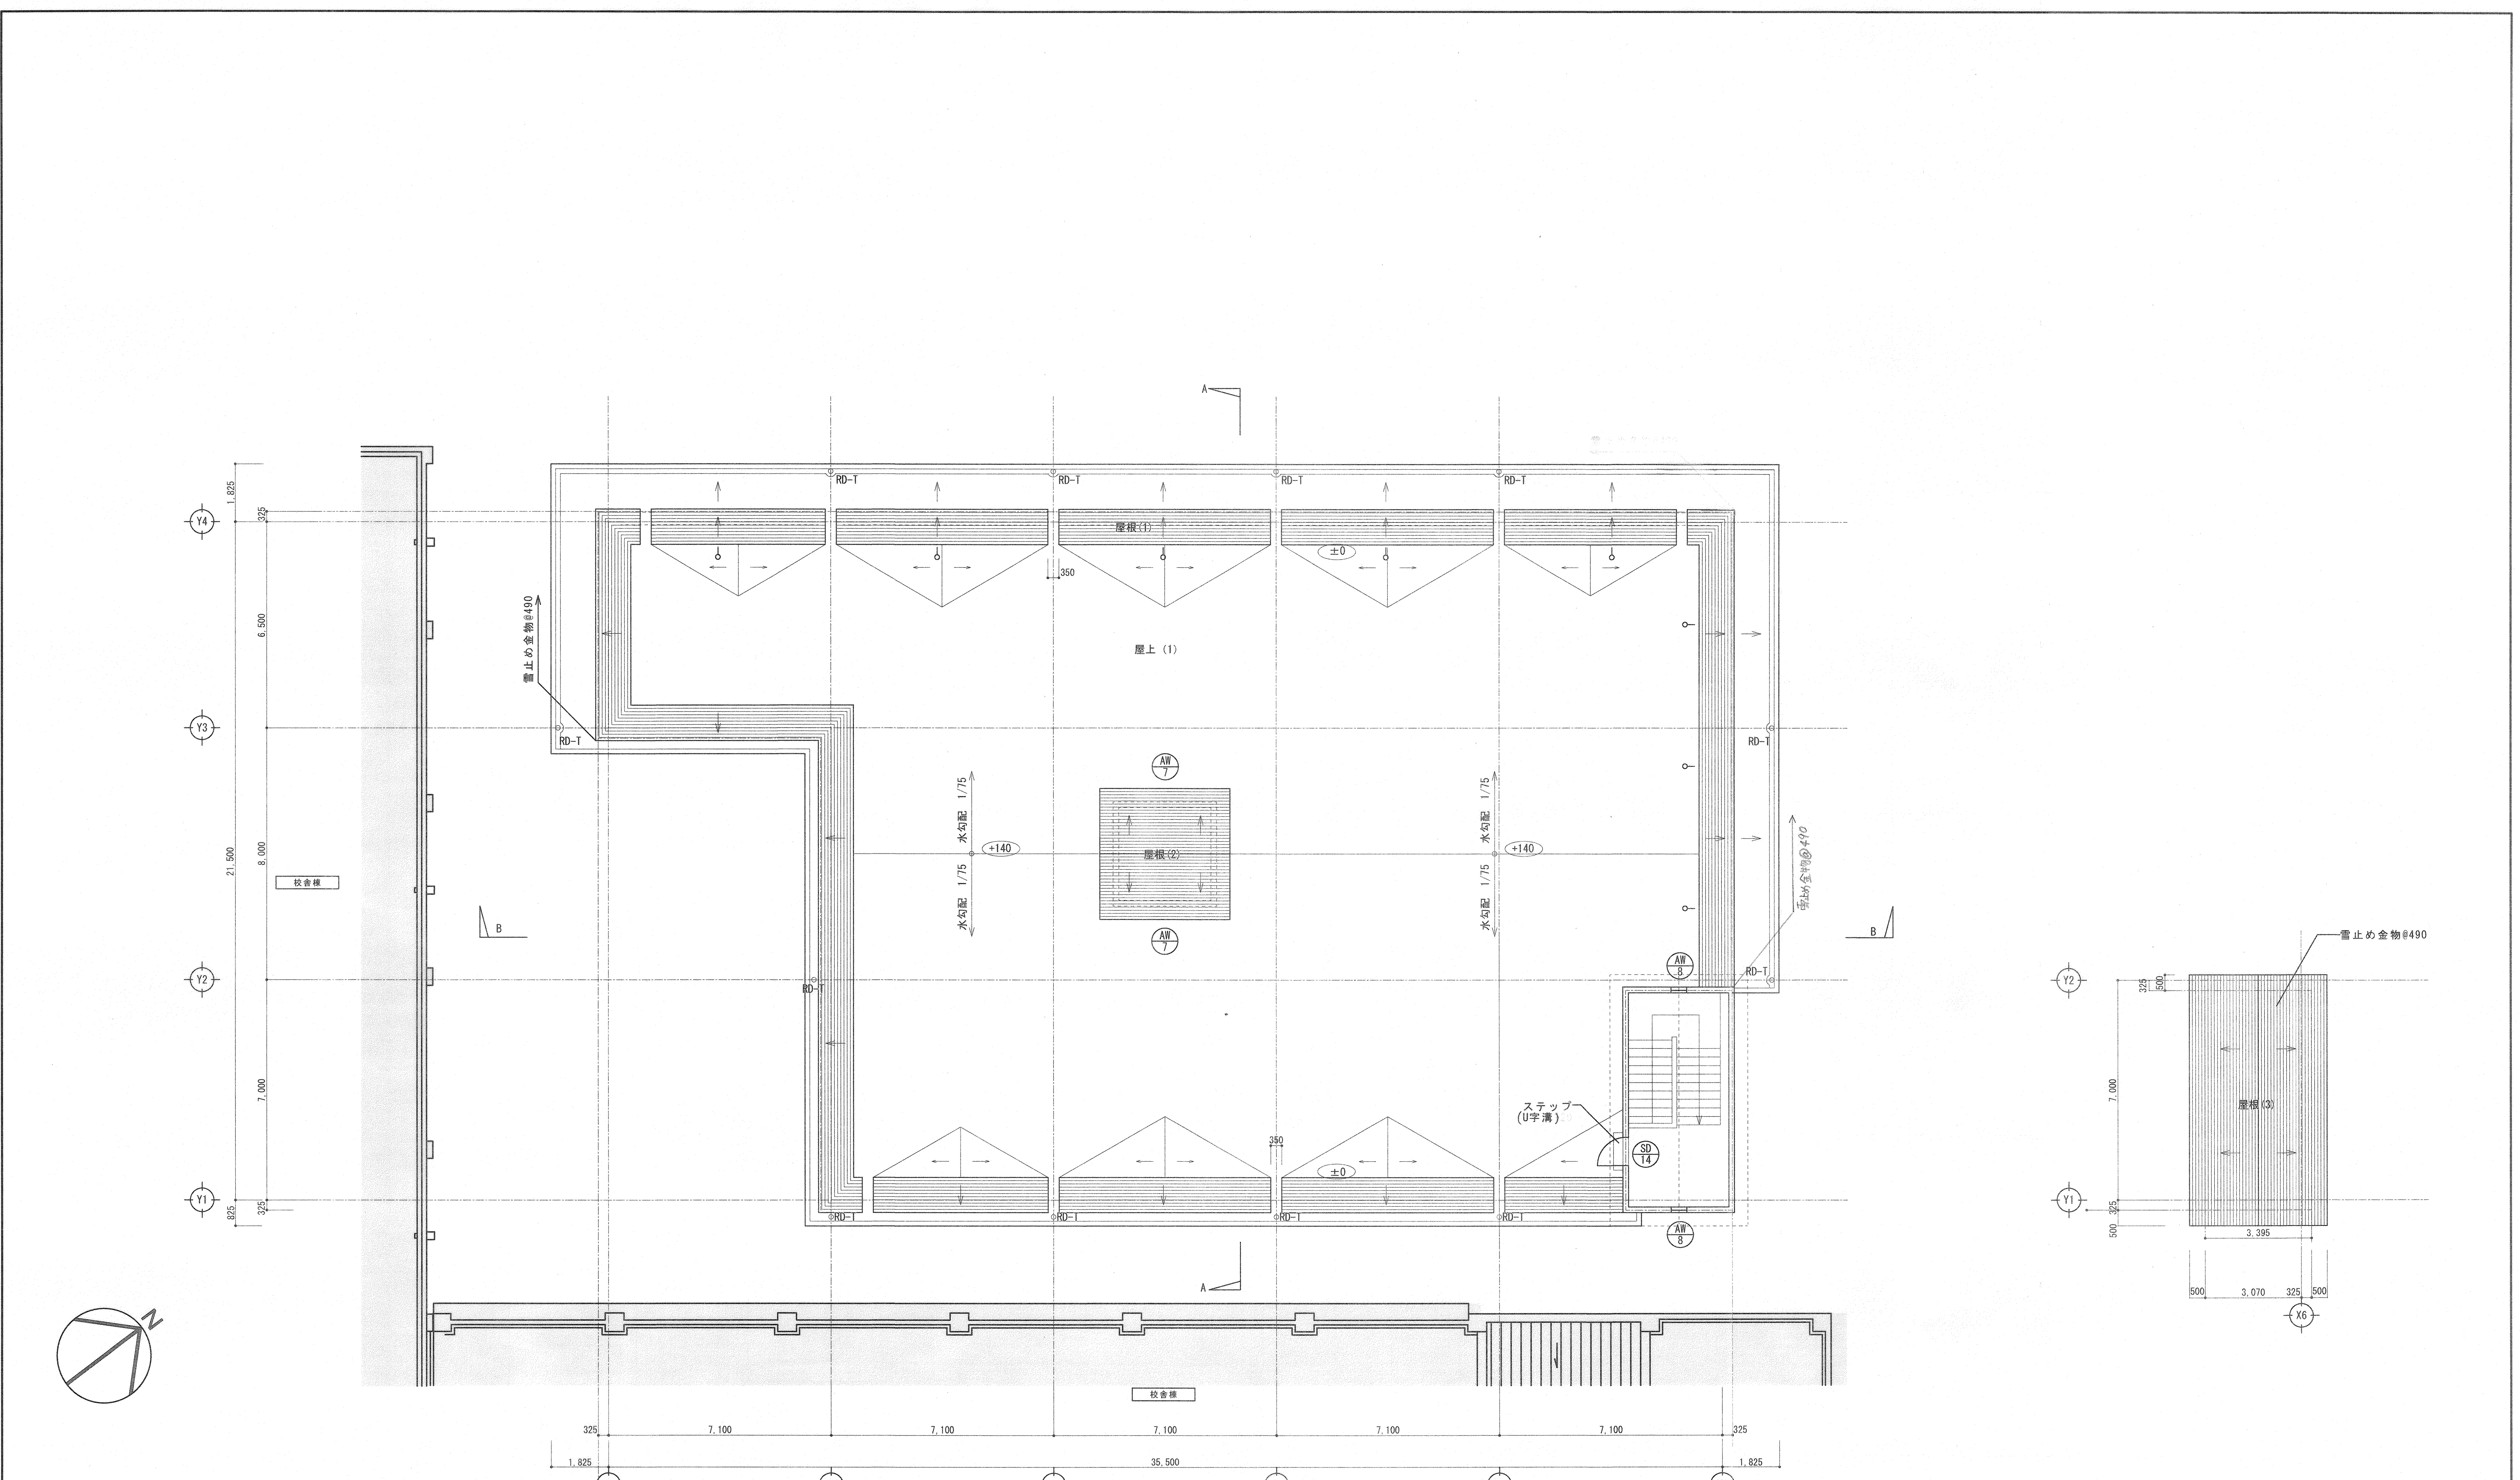 A
1,825
RD-T
RD-T
RD-T
RD-T
Y4
325
屋根(1)
±0
350
雪止め金物@490
6,500
屋上 (1)
Y3
RD-T
RD-T
AW
7
水勾配 1/75
水勾配 1/75
+140
+140
屋根(2)
水勾配 1/75
水勾配 1/75
雪止め金物@490
21,500
8,000
校舎棟
B
B
AW
7
雪止め金物@490
AW
8
RD-T
Y2
RD-T
Y2
325
500
7,000
ステップ
(U字溝)
SD
14
7,000
屋根(3)
350
±0
Y1
Y1
825
325
RD-T
RD-T
RD-T
RD-T
AW
8
325
500
3,395
A
500
3,070
325
500
X6
N
校舎棟
325
7,100
7,100
7,100
7,100
7,100
325
1,825
35,500
1,825